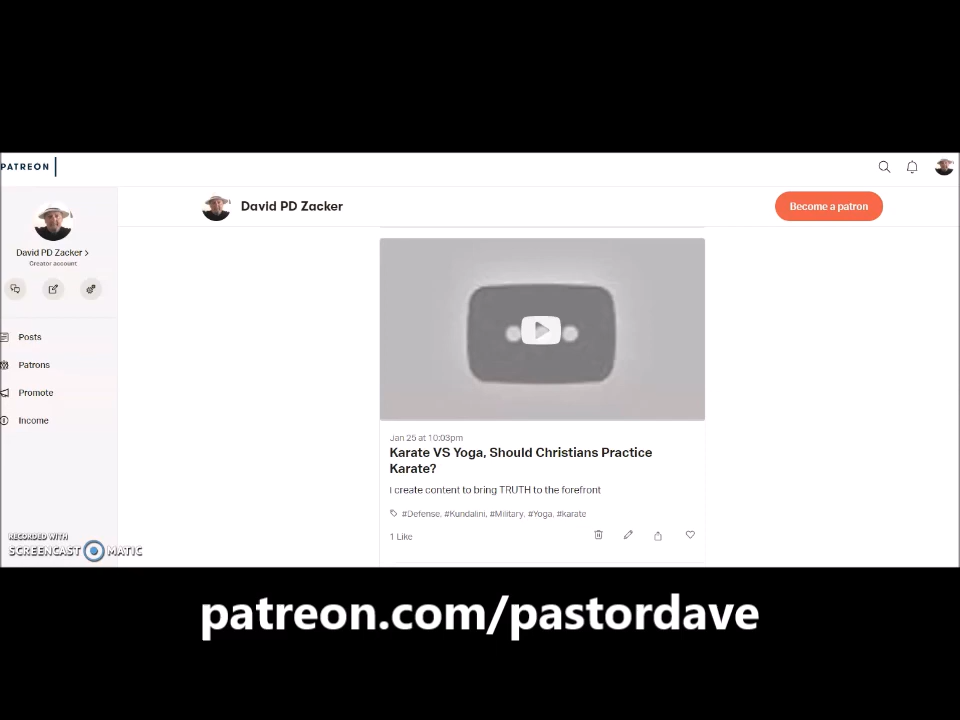 PATREON
David PD Zacker
Become a patron
David PD Zacker >
Creator account
Posts
Patrons
Promote
Income
Jan 25 at 10:03pm
Karate VS Yoga, Should Christians Practice
Karate?
I create content to bring TRUTH to the forefront
#Defense, #Kundalini, #Military, #Yoga, #karate
1 Like
RECORDED WITH
SCREENCAST MATIC
patreon.com/pastordave